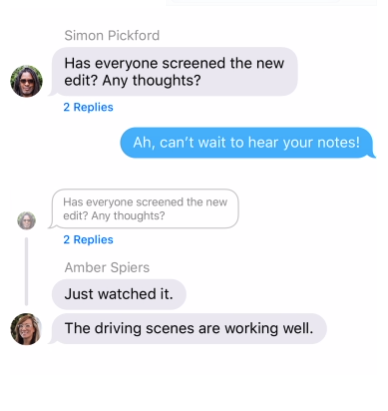 Simon Pickford
Has everyone screened the new
edit? Any thoughts?
2 Replies
Ah, can't wait to hear your notes!
Has everyone screened the new
edit? Any thoughts?
2 Replies
Amber Spiers
Just watched it.
The driving scenes are working well.